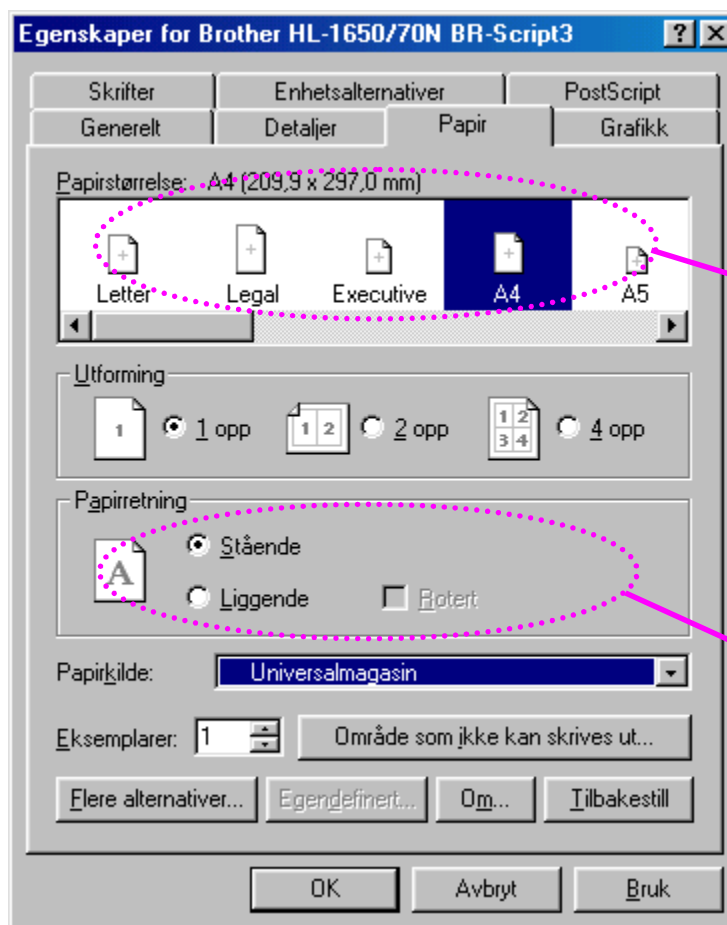 Egenskaper for Brother HL-1650/70N BR-Script3
Skrifter Enhetsalternativer PostScript
Generelt Detaljer Papir Grafikk
Papirstørrelse: A4 (209,9 x 297,0 mm)
Letter Legal Executive A4 A5
Utforming
1 1 opp 1 2 2 opp 1 2 3 4 4 opp
Papirretning
A
Stående
Liggende Rotert
Papirkilde: Universalmagasin
Eksemplarer: 1 Område som ikke kan skrives ut...
Flere alternativer... Egendefinert... Om... Tilbakestill
OK Avbryt Bruk